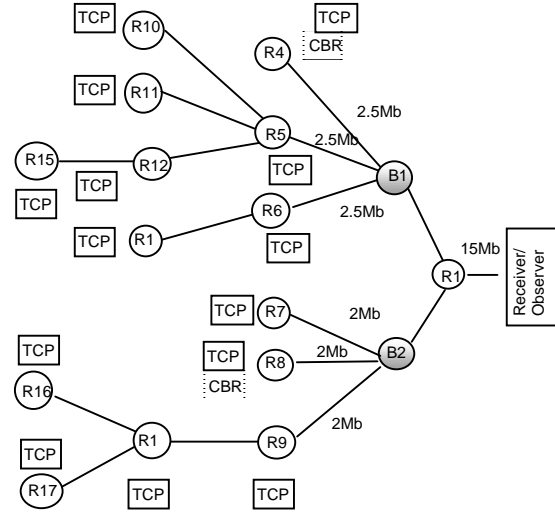 TCP
R10
TCP
CBR
R4
TCP
R11
2.5Mb
R5
2.5Mb
R15
R12
TCP
TCP
TCP
B1
R6
2.5Mb
TCP
R1
TCP
15Mb
R1
Receiver/
Observer
TCP
R7
2Mb
TCP
R8
2Mb
B2
CBR
TCP
R16
2Mb
TCP
R1
R9
R17
TCP
TCP